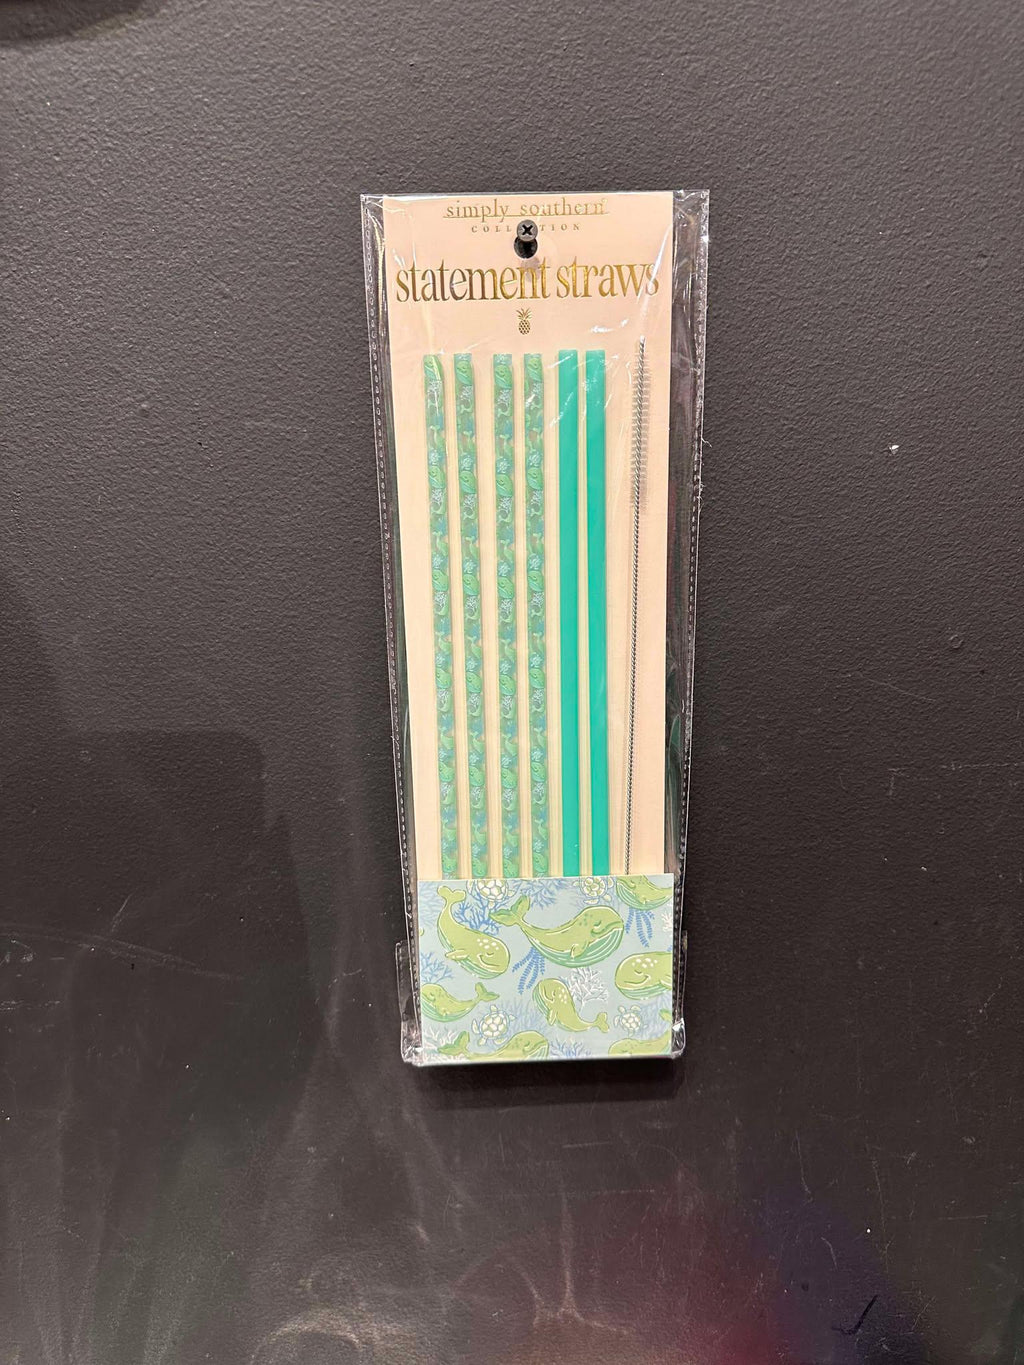 simply southern
COLLECTION
statement straws